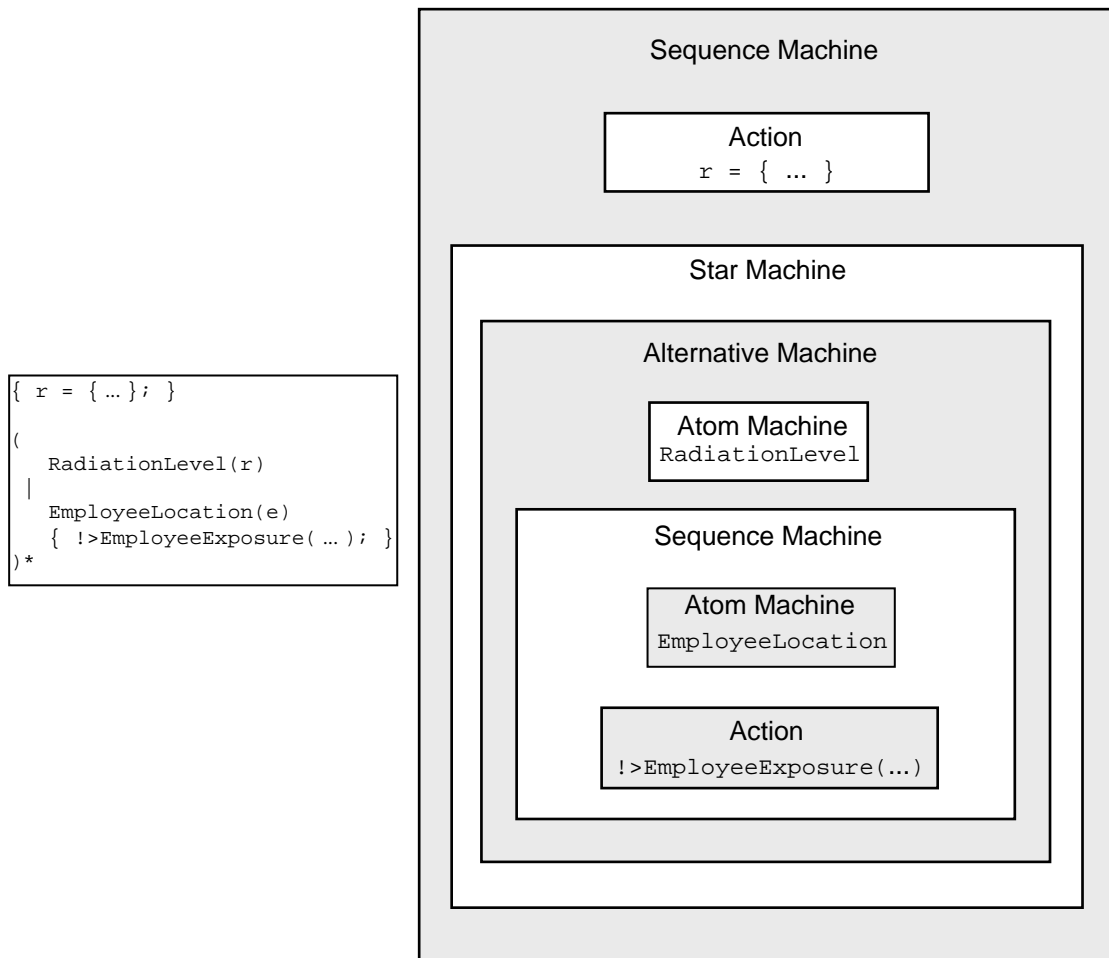 { r = { … }; }
(
RadiationLevel(r)
|
EmployeeLocation(e)
{ !>EmployeeExposure( … ); }
)*
Sequence Machine
Action
r = { … }
Star Machine
Alternative Machine
Atom Machine
RadiationLevel
Sequence Machine
Atom Machine
EmployeeLocation
Action
!>EmployeeExposure(…)